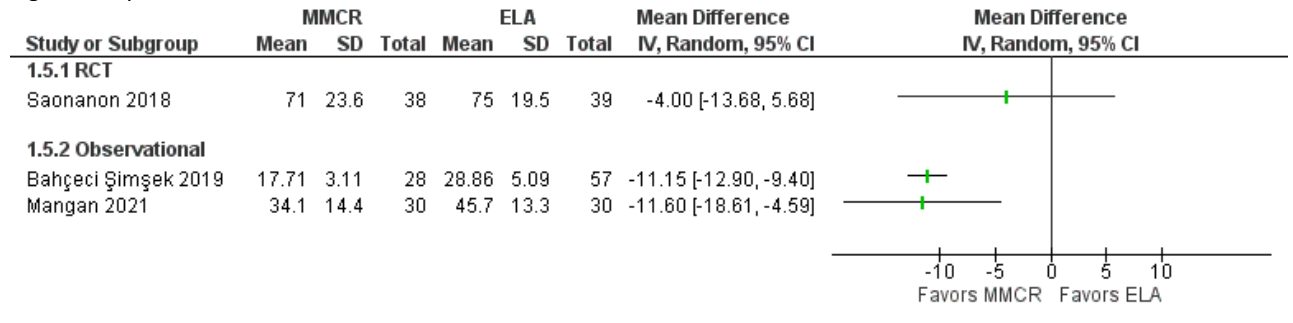 MMCR ELA Mean Difference Mean Difference
Study or Subgroup Mean SD Total Mean SD Total IV, Random, 95% CI IV, Random, 95% CI
1.5.1 RCT
Saonanon 2018 71 23.6 38 75 19.5 39 -4.00 [-13.68, 5.68]
1.5.2 Observational
Bahçeci Şimşek 2019 17.71 3.11 28 28.86 5.09 57 -11.15 [-12.90, -9.40]
Mangan 2021 34.1 14.4 30 45.7 13.3 30 -11.60 [-18.61, -4.59]
-10 -5 0 5 10
Favors MMCR Favors ELA